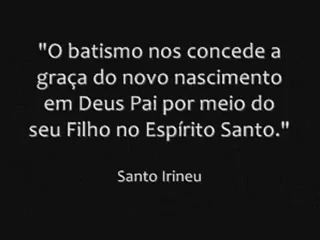 "O batismo nos concede a
graça do novo nascimento
em Deus Pai por meio do
seu Filho no Espírito Santo."
Santo Irineu